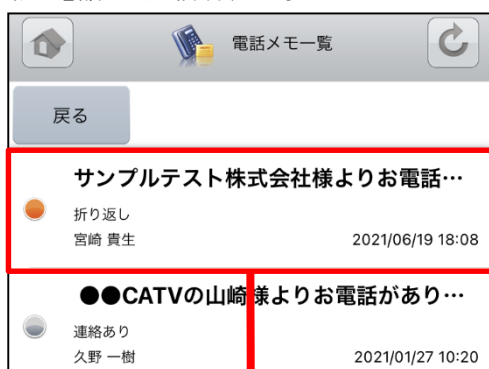 電話メモ一覧
戻る
サンプルテスト株式会社様よりお電話…
折り返し
宮崎 貴生
2021/06/19 18:08
●●CATVの山崎様よりお電話があり…
連絡あり
久野 一樹
2021/01/27 10:20